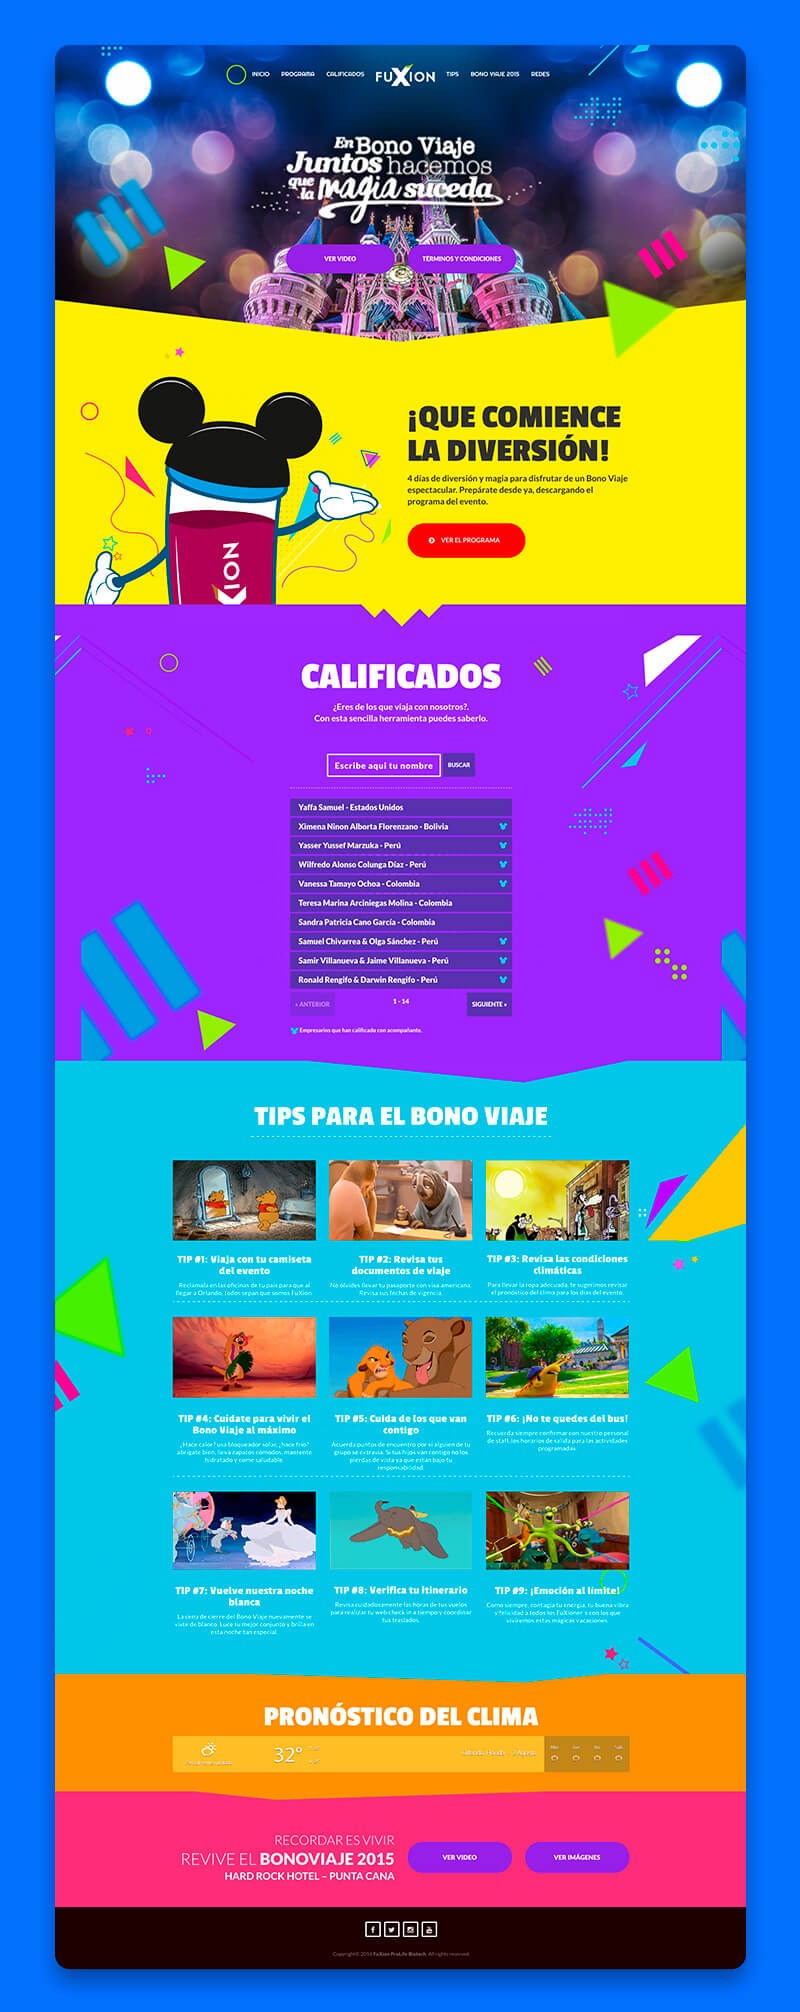 INICIO PROGRAMA CALIFICADOS FUXION TIPS BONO VIAJE 2015 REDES
En Bono Viaje
Juntos hacemos
que la magia suceda
VER VIDEO
TÉRMINOS Y CONDICIONES
¡QUE COMIENCE
LA DIVERSIÓN!
4 días de diversión y magia para disfrutar de un Bono Viaje
espectacular. Prepárate desde ya, descargando el
programa del evento.
VER EL PROGRAMA
XION
CALIFICADOS
¿Eres de los que viaja con nosotros?.
Con esta sencilla herramienta puedes saberlo.
Escribe aqui tu nombre
BUSCAR
Yaffa Samuel - Estados Unidos
Ximena Ninon Alborta Florenzano - Bolivia
Yasser Yussef Marzuka - Perú
Wilfredo Alonso Colunga Díaz - Perú
Vanessa Tamayo Ochoa - Colombia
Teresa Marina Arciniegas Molina - Colombia
Sandra Patricia Cano García - Colombia
Samuel Chivarrea & Olga Sánchez - Perú
Samir Villanueva & Jaime Villanueva - Perú
Ronald Rengifo & Darwin Rengifo - Perú
« ANTERIOR
1 - 14
SIGUIENTE »
Empresarios que han calificado con acompañante.
TIPS PARA EL BONO VIAJE
TIP #1: Viaja con tu camiseta
del evento
Reclamala en las oficinas de tu país para que al
llegar a Orlando, todos sepan que somos FuXion.
TIP #2: Revisa tus
documentos de viaje
No olvides llevar tu pasaporte con visa americana.
Revisa sus fechas de vigencia.
TIP #3: Revisa las condiciones
climáticas
Para llevar la ropa adecuada, te sugerimos revisar
el pronóstico del clima para los días del evento.
TIP #4: Cuídate para vivir el
Bono Viaje al máximo
¿Hace calor? usa bloqueador solar, ¿hace frío?
abrígate bien, lleva zapatos cómodos, mantente
hidratado y come saludable.
TIP #5: Cuida de los que van
contigo
Acuerda puntos de encuentro por si alguien de tu
grupo se extravía. Si tus hijos van contigo no los
pierdas de vista ya que están bajo tu
responsabilidad.
TIP #6: ¡No te quedes del bus!
Recuerda siempre confirmar con nuestro personal
de staff, los horarios de salida para las actividades
programadas.
TIP #7: Vuelve nuestra noche
blanca
La cena de cierre del Bono Viaje nuevamente se
viste de blanco. Luce tu mejor conjunto y brilla en
esta noche tan especial.
TIP #8: Verifica tu itinerario
Revisa cuidadosamente las horas de tus vuelos
para realizar tu web check in a tiempo y coordinar
tus traslados.
TIP #9: ¡Emoción al límite!
Como siempre, contagia tu energía, tu buena vibra
y felicidad a todos los FuXioner s con los que
viviremos estas mágicas vacaciones.
PRONÓSTICO DEL CLIMA
32°
RECORDAR ES VIVIR
REVIVE EL BONOVIAJE 2015
HARD ROCK HOTEL – PUNTA CANA
VER VIDEO
VER IMÁGENES
Copyright© 2016 FuXion ProLife Biotech. All rights reserved